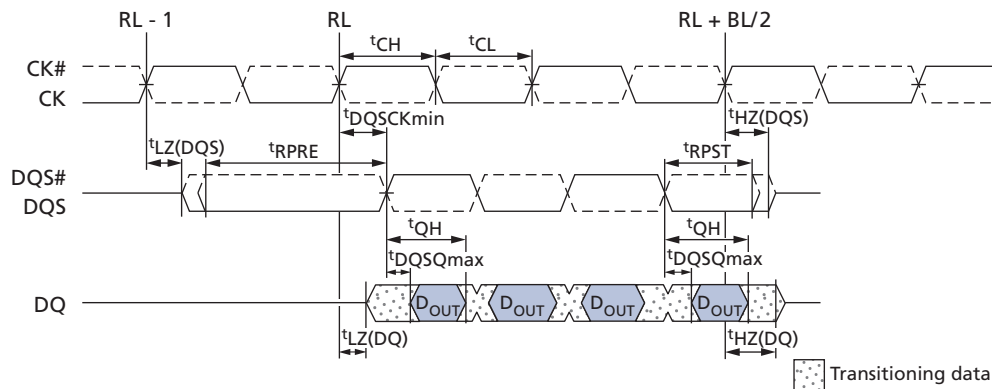 RL - 1 RL RL + BL/2
tCH tCL
CK#
CK
tDQSCKmin tHZ(DQS)
tLZ(DQS) tRPRE tRPST
DQS#
DQS
tQH tQH
tDQSQmax tDQSQmax
DQ DOUT DOUT DOUT DOUT
tLZ(DQ) tHZ(DQ)
Transitioning data